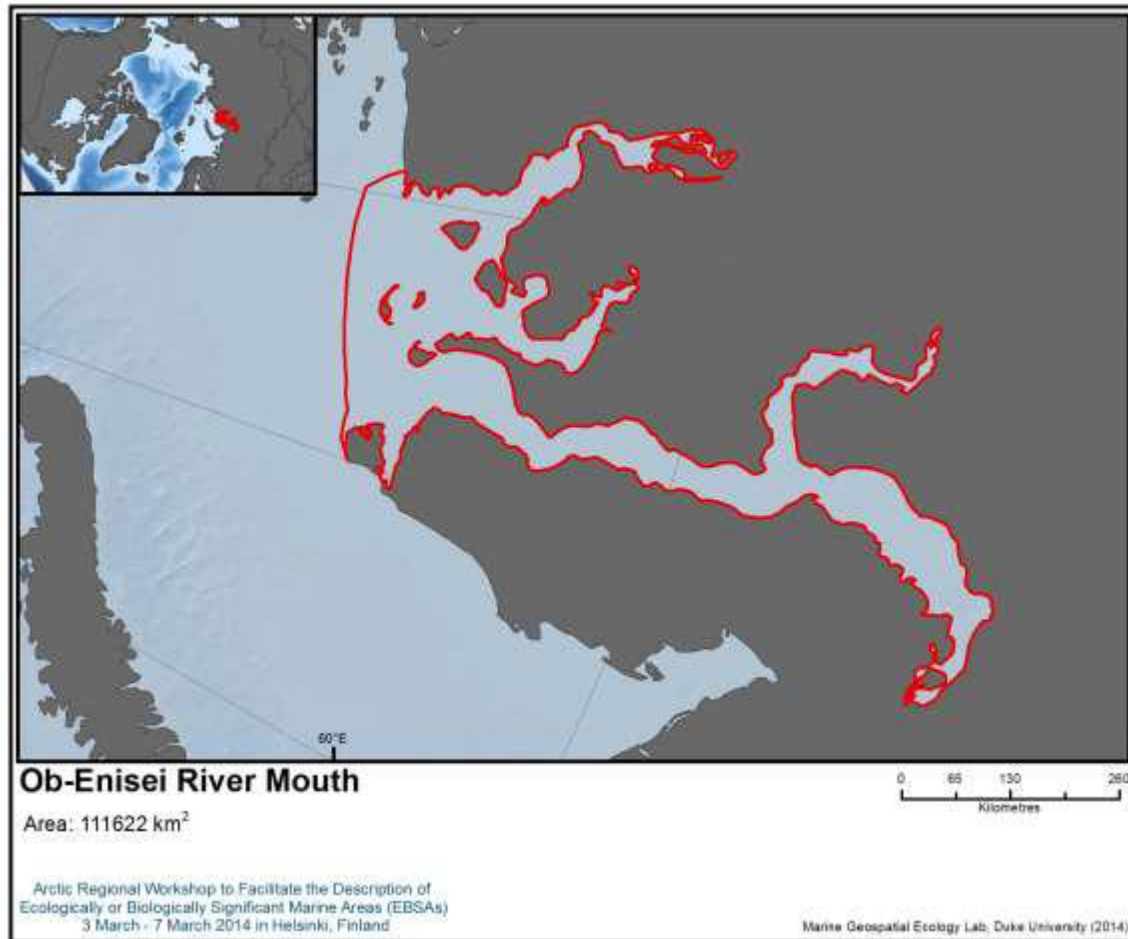 60°E
Ob-Enisei River Mouth
Area: 111622 km²
0 65 130 260
Kilometres
Arctic Regional Workshop to Facilitate the Description of
Ecologically or Biologically Significant Marine Areas (EBSAs)
3 March - 7 March 2014 in Helsinki, Finland
Marine Geospatial Ecology Lab, Duke University (2014)